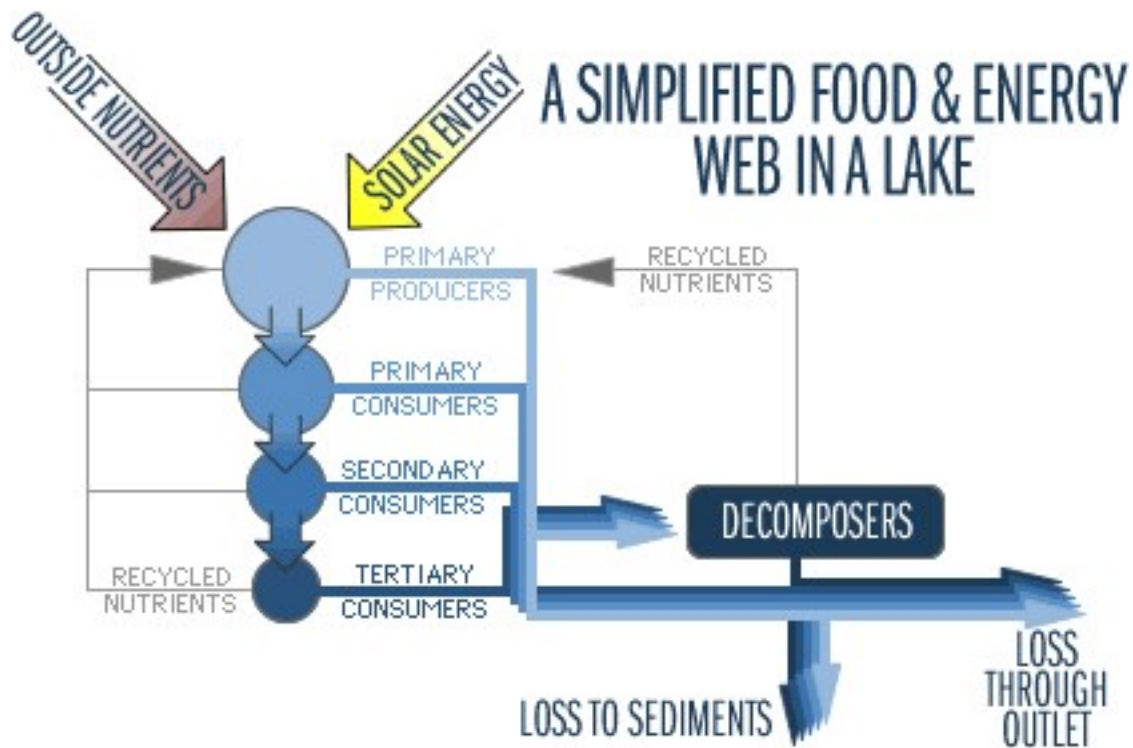 OUTSIDE NUTRIENTS
SOLAR ENERGY
A SIMPLIFIED FOOD & ENERGY
WEB IN A LAKE
PRIMARY
PRODUCERS
RECYCLED
NUTRIENTS
PRIMARY
CONSUMERS
SECONDARY
CONSUMERS
DECOMPOSERS
TERTIARY
CONSUMERS
RECYCLED
NUTRIENTS
LOSS
THROUGH
OUTLET
LOSS TO SEDIMENTS